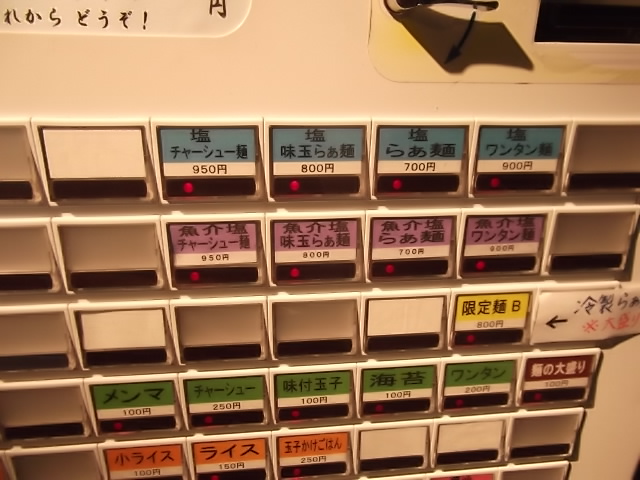 れから どうぞ！
円
塩
チャーシュー麺
950円
塩
味玉らぁ麺
800円
塩
らぁ麺
700円
塩
ワンタン麺
900円
魚介塩
チャーシュー麺
950円
魚介塩
味玉らぁ麺
800円
魚介塩
らぁ麺
700円
魚介塩
ワンタン麺
900円
限定麺 B
800円
← 冷製らぁ
※大盛り
メンマ
100円
チャーシュー
250円
味付玉子
100円
海苔
100円
ワンタン
200円
麺の大盛り
100円
小ライス
100円
ライス
150円
玉子かけごはん
250円